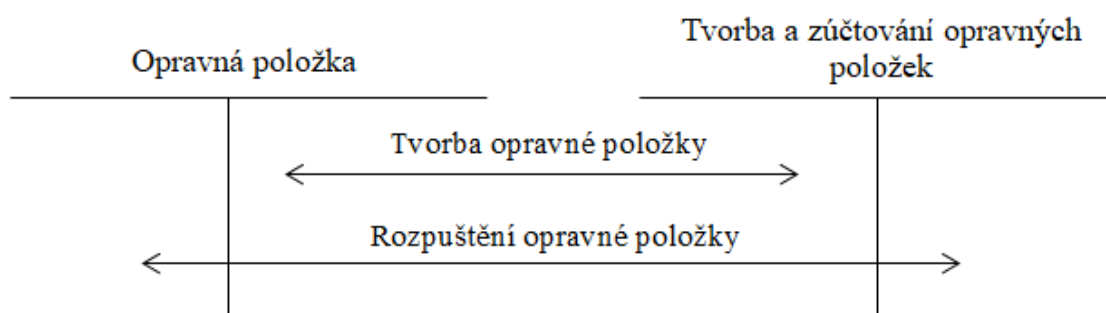 Opravná položka
Tvorba a zúčtování opravných
položek
Tvorba opravné položky
Rozpuštění opravné položky